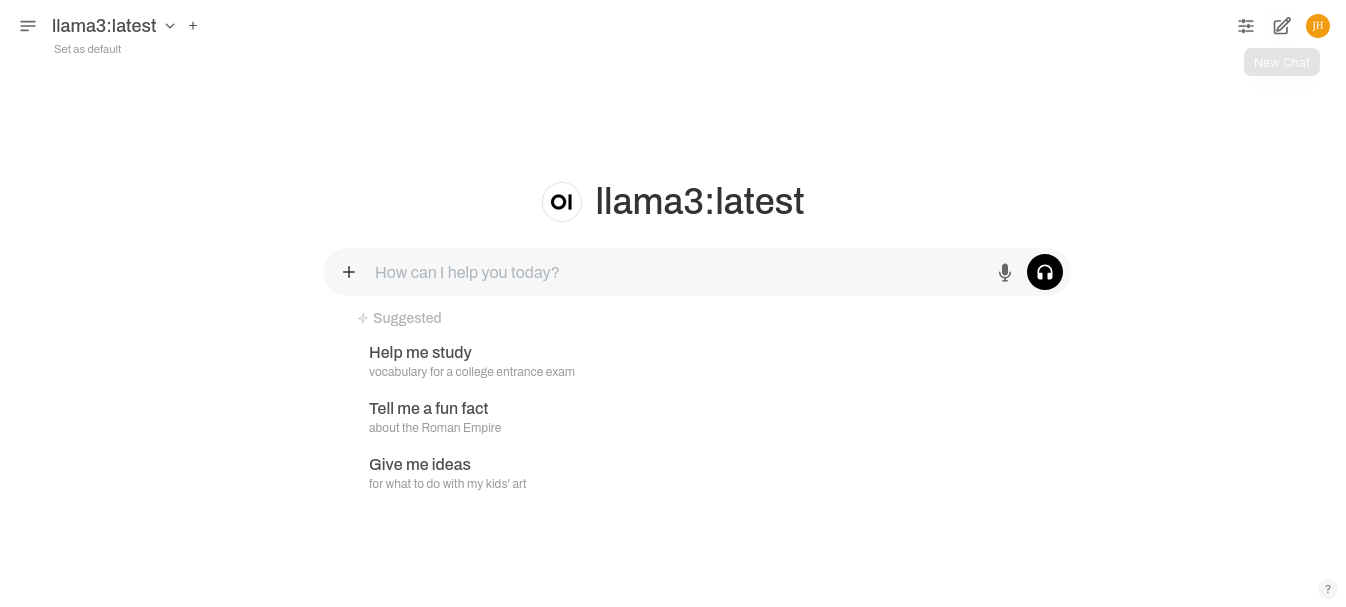 llama3:latest
Set as default
JH
New Chat
OI
llama3:latest
How can I help you today?
Suggested
Help me study
vocabulary for a college entrance exam
Tell me a fun fact
about the Roman Empire
Give me ideas
for what to do with my kids' art
?